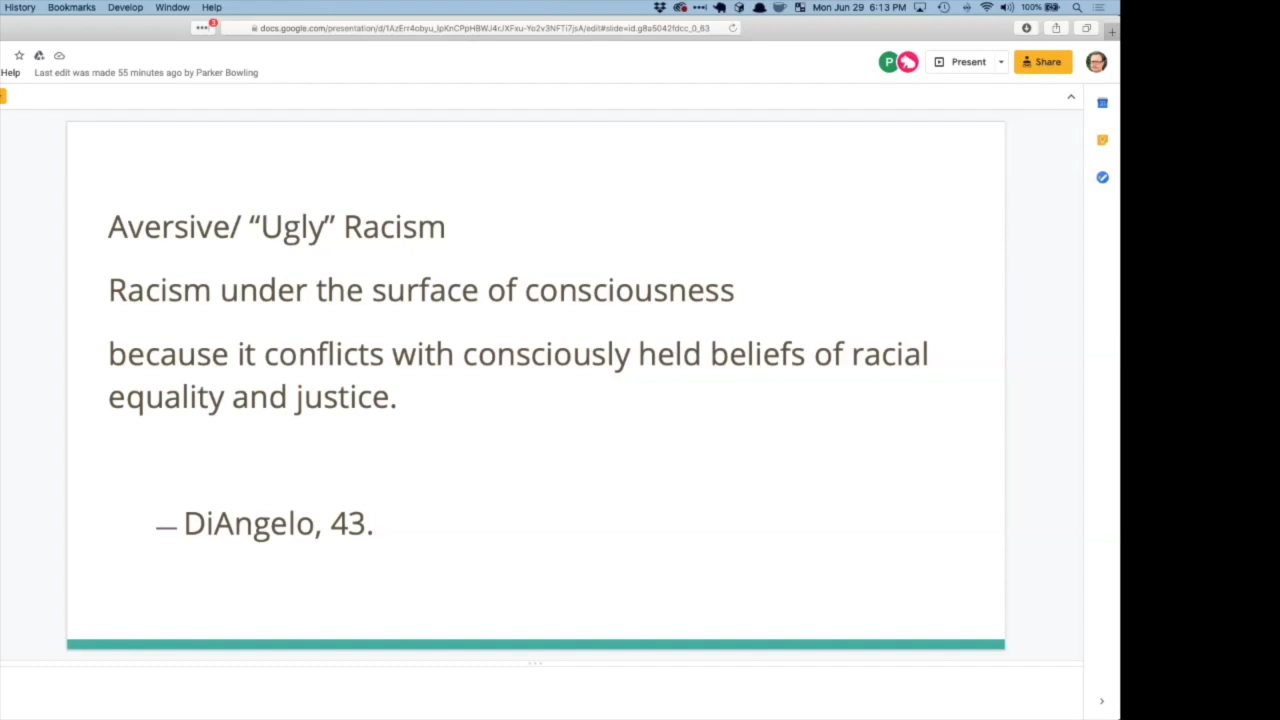 History Bookmarks Develop Window Help Mon Jun 29 6:13 PM 100%
3
Help Last edit was made 55 minutes ago by Parker Bowling P Present Share
Aversive/ “Ugly” Racism
Racism under the surface of consciousness
because it conflicts with consciously held beliefs of racial
equality and justice.
— DiAngelo, 43.